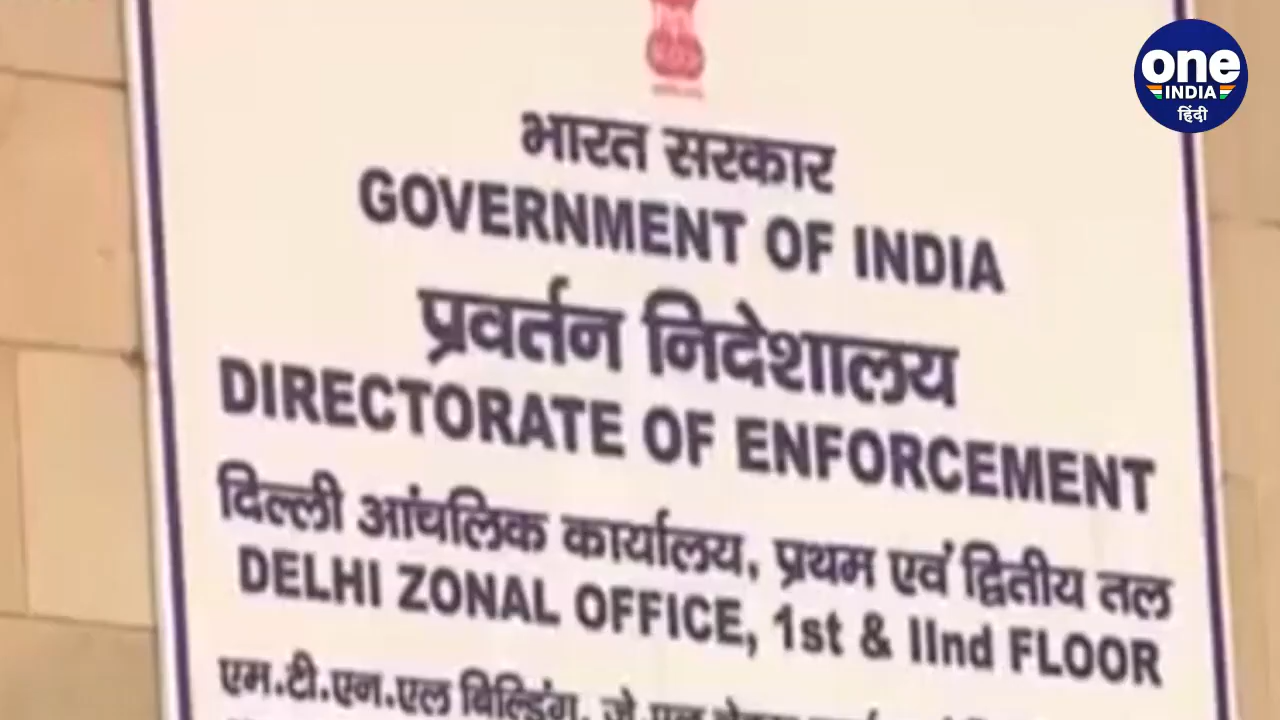 one
INDIA
हिंदी
भारत सरकार
GOVERNMENT OF INDIA
प्रवर्तन निदेशालय
DIRECTORATE OF ENFORCEMENT
दिल्ली आंचलिक कार्यालय, प्रथम एवं द्वितीय तल
DELHI ZONAL OFFICE, 1st & IInd FLOOR
एम.टी.एन.एल बिल्डिंग,